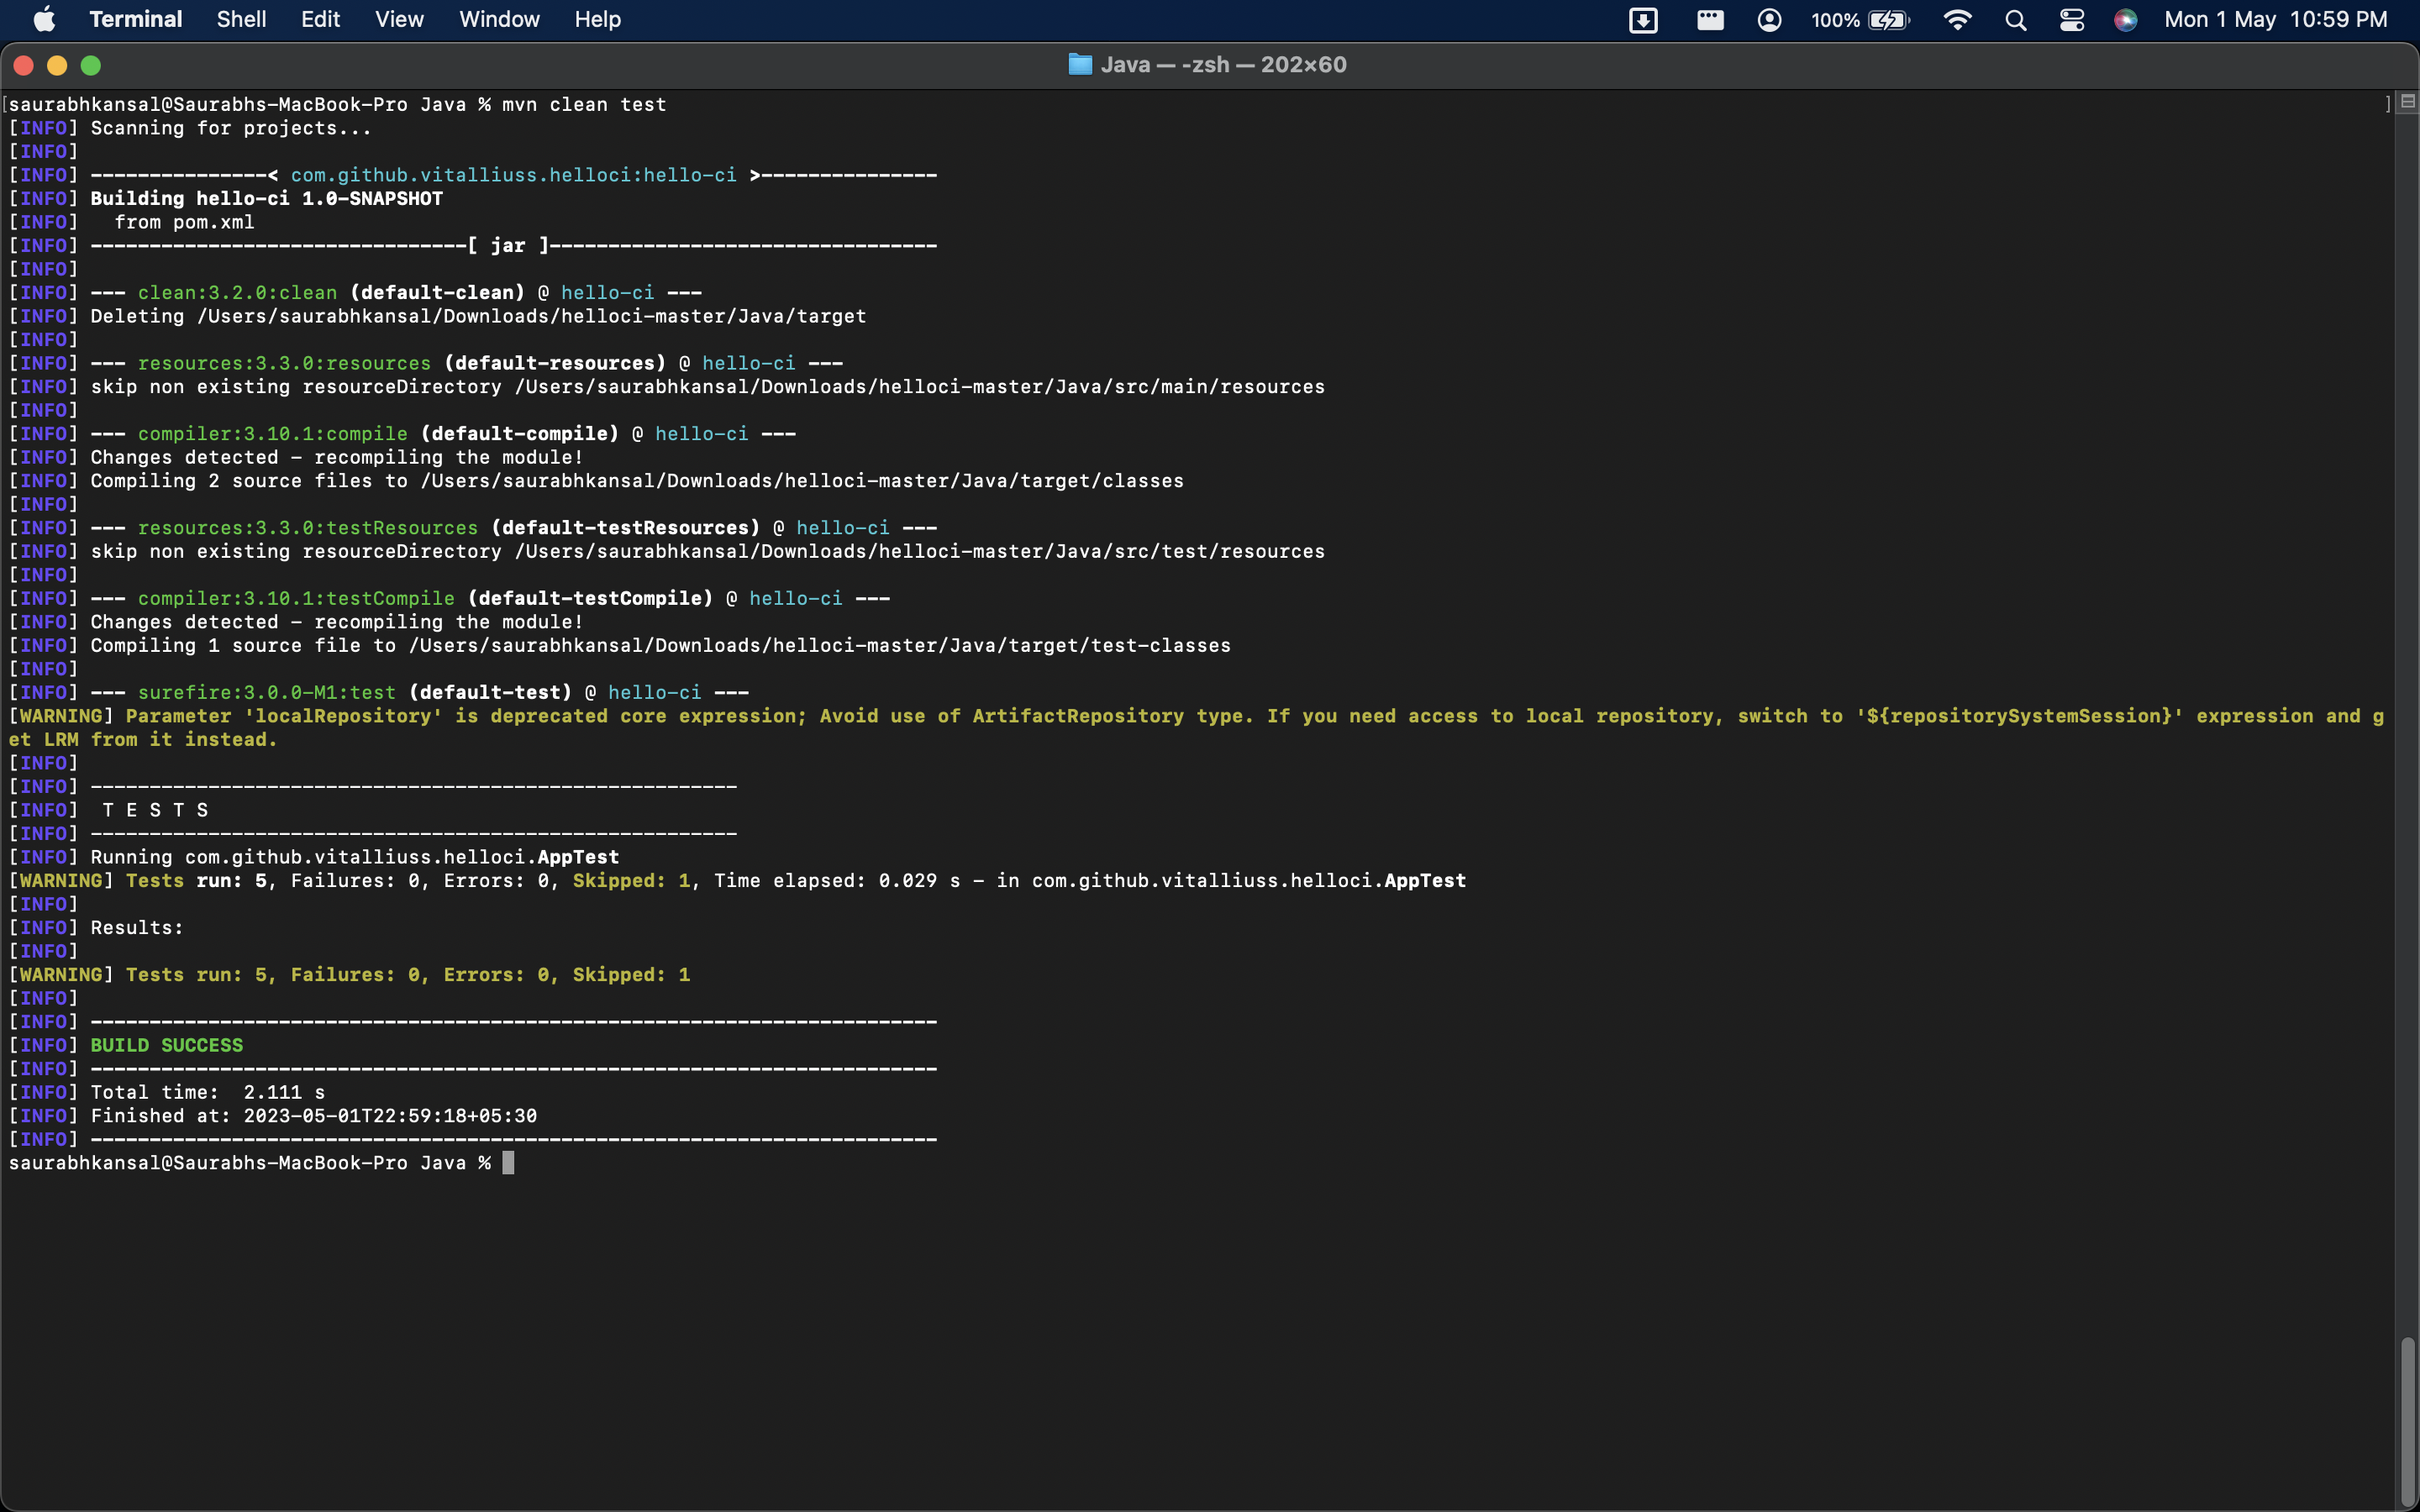 Terminal Shell Edit View Window Help 100% Mon 1 May 10:59 PM
Java — -zsh — 202×60
[saurabhkansal@Saurabhs-MacBook-Pro Java % mvn clean test ]
[INFO] Scanning for projects...
[INFO]
[INFO] ---------------< com.github.vitalliuss.helloci:hello-ci >---------------
[INFO] Building hello-ci 1.0-SNAPSHOT
[INFO]   from pom.xml
[INFO] --------------------------------[ jar ]---------------------------------
[INFO]
[INFO] --- clean:3.2.0:clean (default-clean) @ hello-ci ---
[INFO] Deleting /Users/saurabhkansal/Downloads/helloci-master/Java/target
[INFO]
[INFO] --- resources:3.3.0:resources (default-resources) @ hello-ci ---
[INFO] skip non existing resourceDirectory /Users/saurabhkansal/Downloads/helloci-master/Java/src/main/resources
[INFO]
[INFO] --- compiler:3.10.1:compile (default-compile) @ hello-ci ---
[INFO] Changes detected - recompiling the module!
[INFO] Compiling 2 source files to /Users/saurabhkansal/Downloads/helloci-master/Java/target/classes
[INFO]
[INFO] --- resources:3.3.0:testResources (default-testResources) @ hello-ci ---
[INFO] skip non existing resourceDirectory /Users/saurabhkansal/Downloads/helloci-master/Java/src/test/resources
[INFO]
[INFO] --- compiler:3.10.1:testCompile (default-testCompile) @ hello-ci ---
[INFO] Changes detected - recompiling the module!
[INFO] Compiling 1 source file to /Users/saurabhkansal/Downloads/helloci-master/Java/target/test-classes
[INFO]
[INFO] --- surefire:3.0.0-M1:test (default-test) @ hello-ci ---
[WARNING] Parameter 'localRepository' is deprecated core expression; Avoid use of ArtifactRepository type. If you need access to local repository, switch to '${repositorySystemSession}' expression and g
et LRM from it instead.
[INFO]
[INFO] -------------------------------------------------------
[INFO]  T E S T S
[INFO] -------------------------------------------------------
[INFO] Running com.github.vitalliuss.helloci.AppTest
[WARNING] Tests run: 5, Failures: 0, Errors: 0, Skipped: 1, Time elapsed: 0.029 s - in com.github.vitalliuss.helloci.AppTest
[INFO]
[INFO] Results:
[INFO]
[WARNING] Tests run: 5, Failures: 0, Errors: 0, Skipped: 1
[INFO]
[INFO] ------------------------------------------------------------------------
[INFO] BUILD SUCCESS
[INFO] ------------------------------------------------------------------------
[INFO] Total time:  2.111 s
[INFO] Finished at: 2023-05-01T22:59:18+05:30
[INFO] ------------------------------------------------------------------------
saurabhkansal@Saurabhs-MacBook-Pro Java %